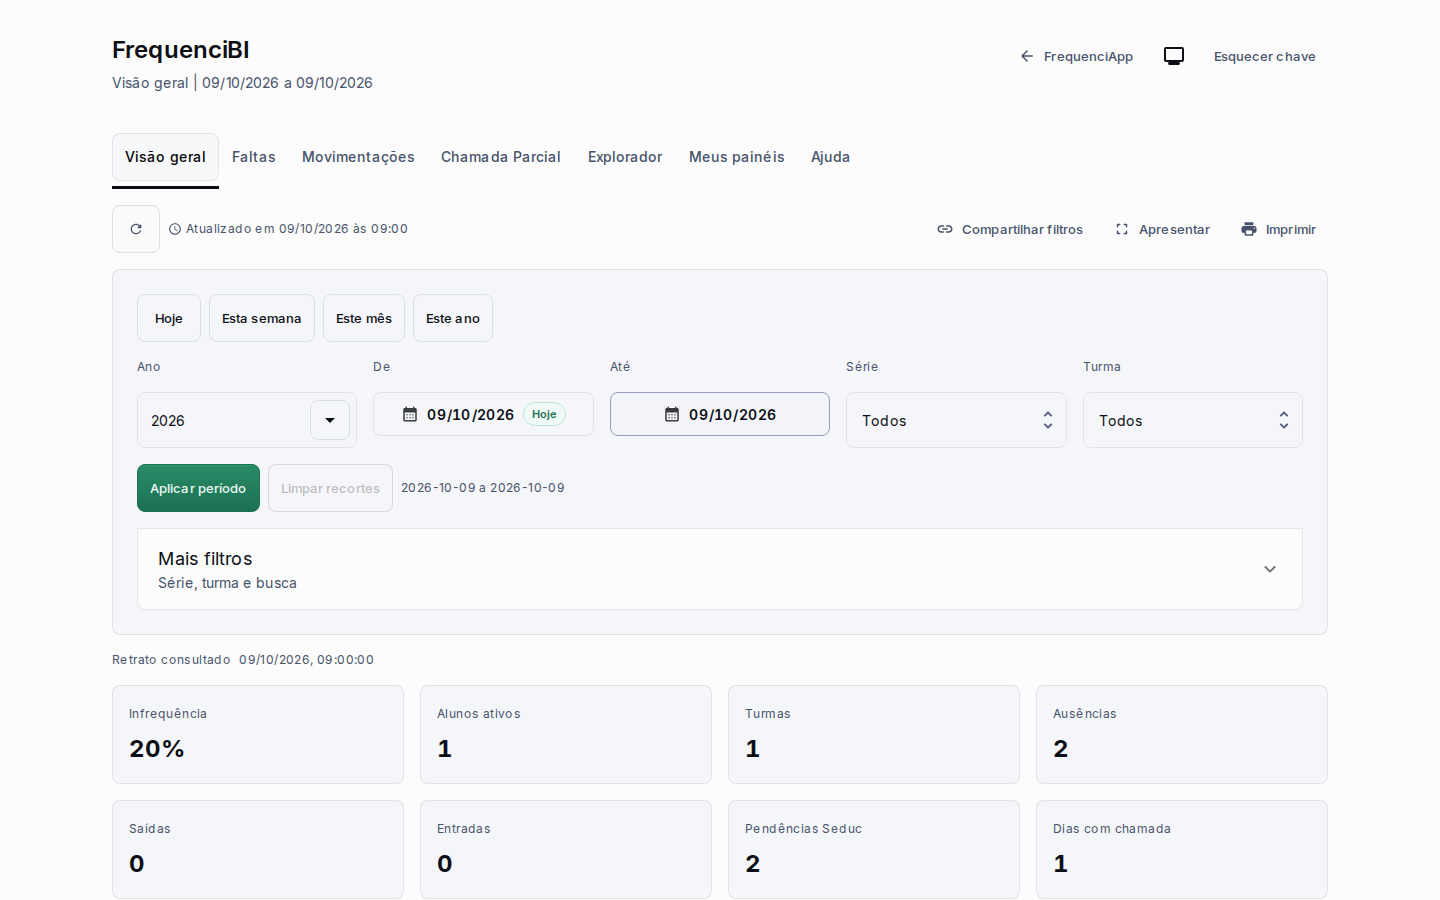 FrequenciBI
Visão geral | 09/10/2026 a 09/10/2026
FrequenciApp
Esquecer chave
Visão geral
Faltas
Movimentações
Chamada Parcial
Explorador
Meus painéis
Ajuda
Atualizado em 09/10/2026 às 09:00
Compartilhar filtros
Apresentar
Imprimir
Hoje
Esta semana
Este mês
Este ano
Ano
De
Até
Série
Turma
2026
09/10/2026 Hoje
09/10/2026
Todos
Todos
Aplicar período
Limpar recortes
2026-10-09 a 2026-10-09
Mais filtros
Série, turma e busca
Retrato consultado 09/10/2026, 09:00:00
Infrequência
20%
Alunos ativos
1
Turmas
1
Ausências
2
Saídas
0
Entradas
0
Pendências Seduc
2
Dias com chamada
1